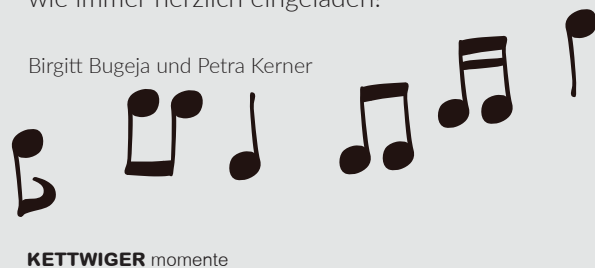 wie immer herzlich eingeladen!
Birgitt Bugeja und Petra Kerner
KETTWIGER momente